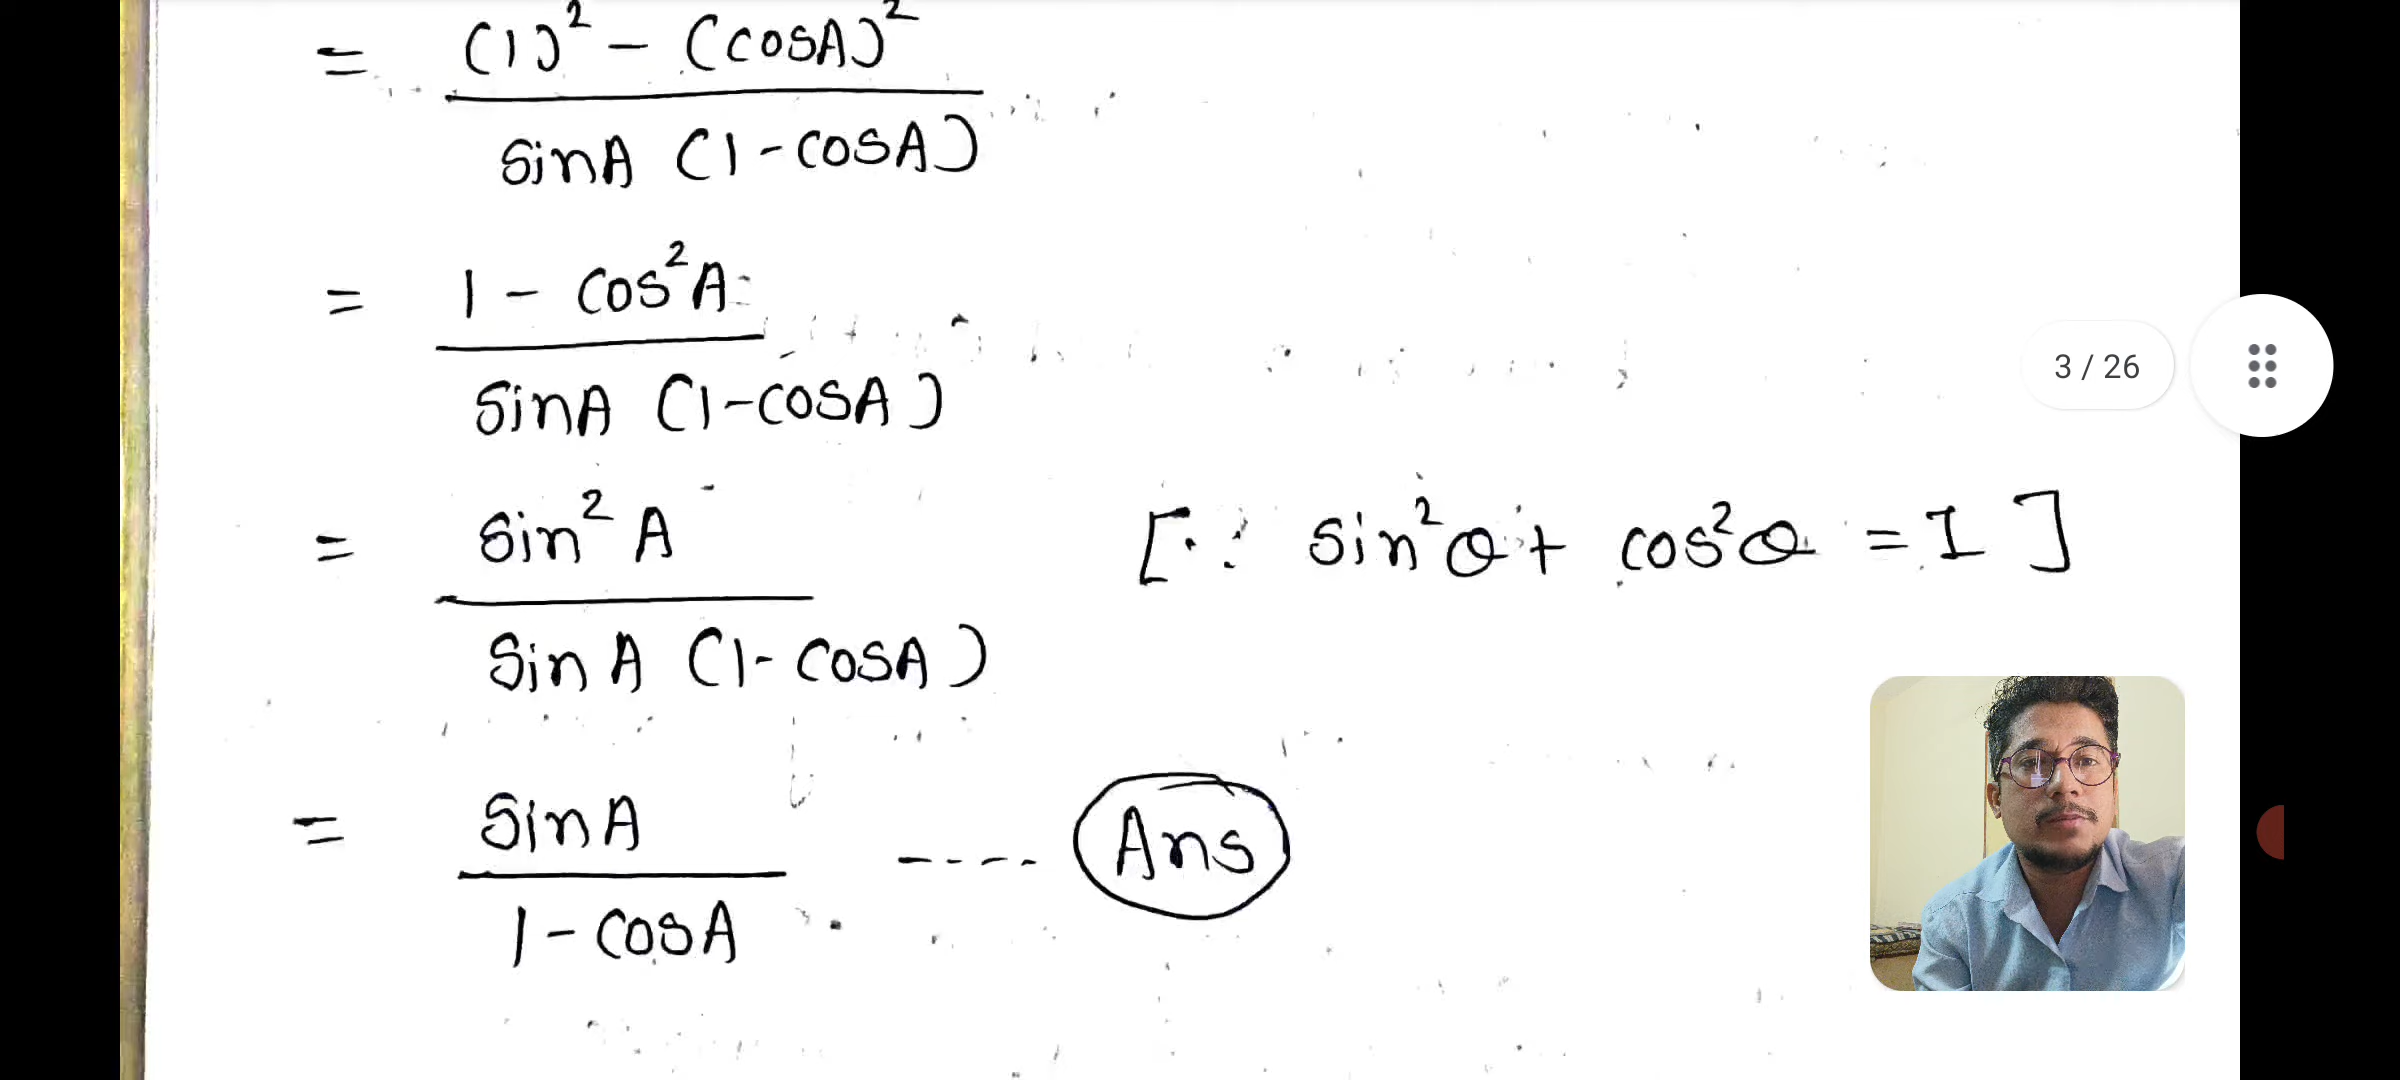 = (1)² - (cosA)²
sinA (1-cosA)
= 1 - cos²A
sinA (1-cosA)
3 / 26
= sin² A [∵ sin²θ + cos²θ = 1]
sin A (1-cosA)
= sinA ---- Ans
1-cosA